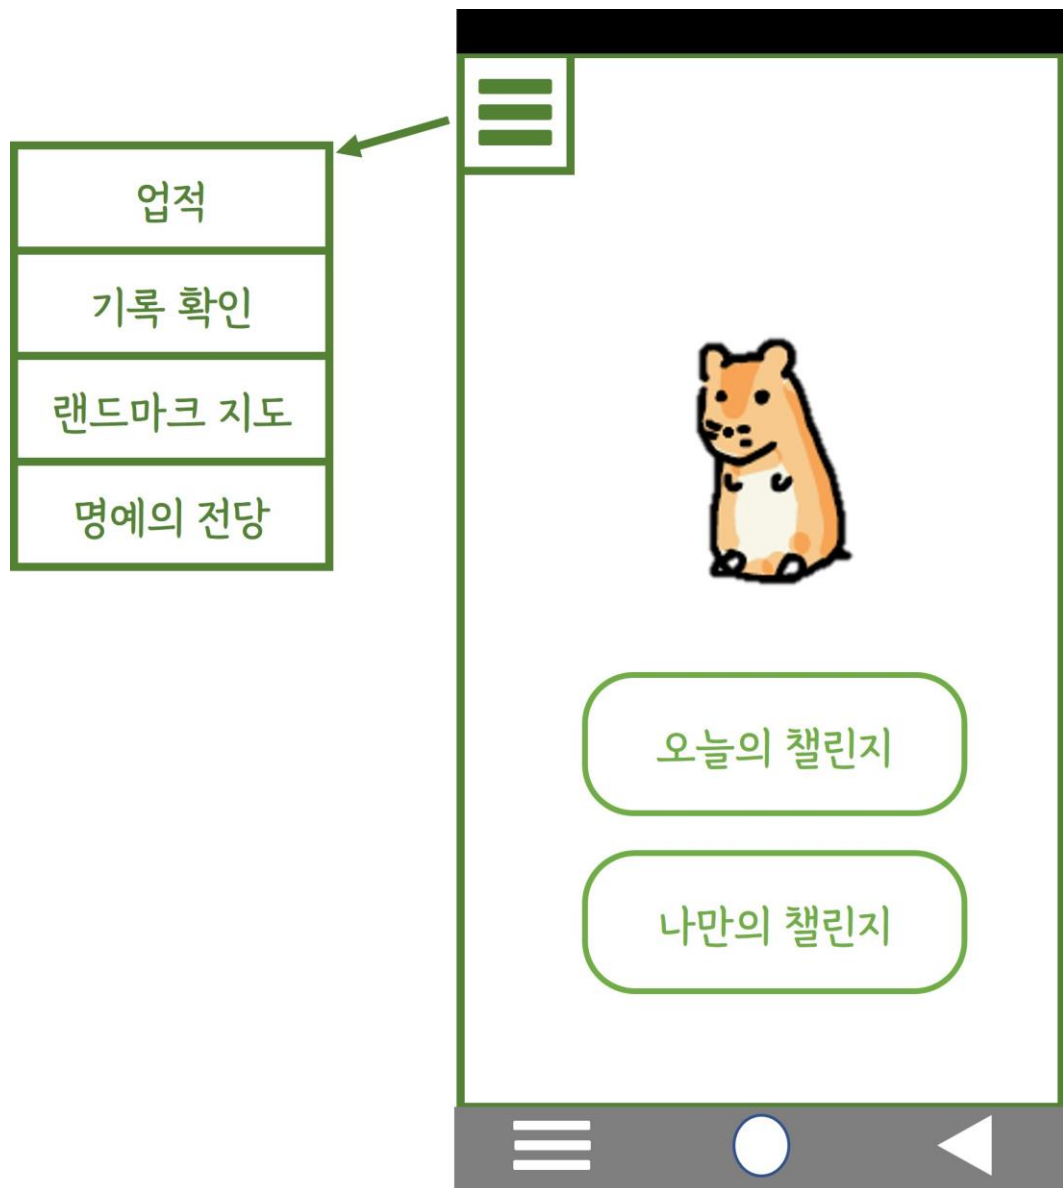 업적
기록 확인
랜드마크 지도
명예의 전당
오늘의 챌린지
나만의 챌린지